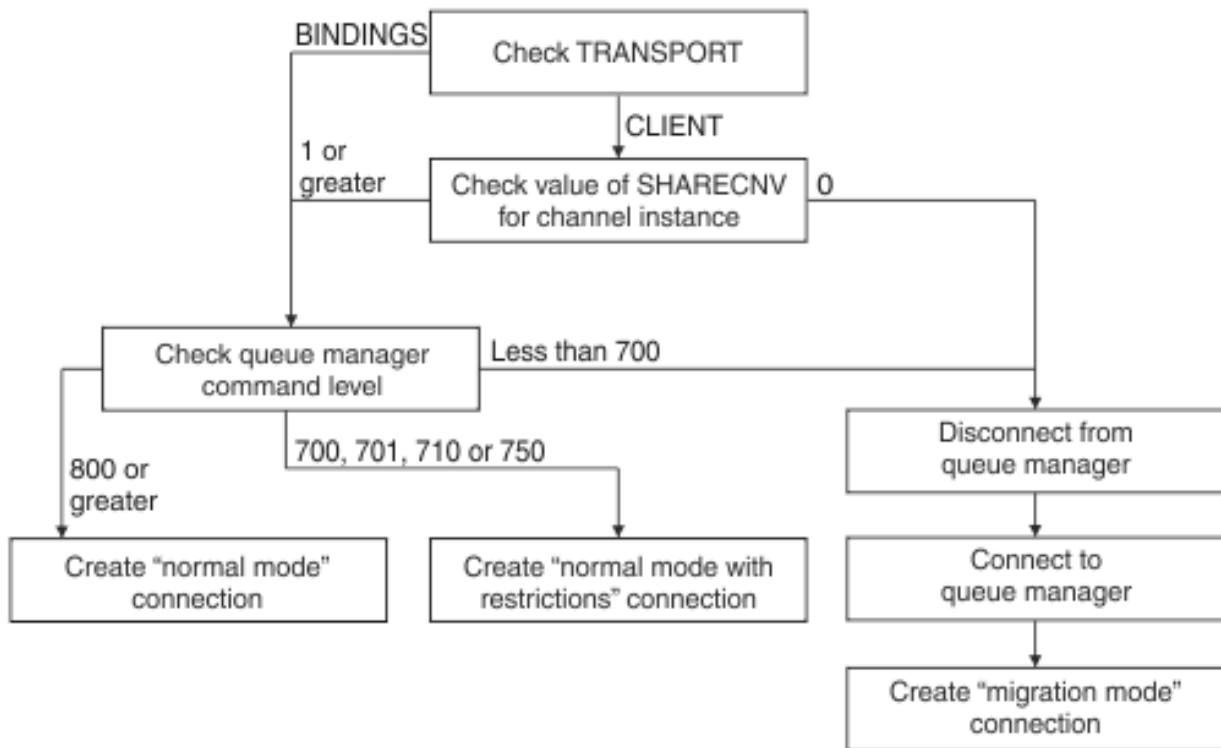 BINDINGS
Check TRANSPORT
CLIENT
1 or
greater
Check value of SHARECNV
for channel instance
0
Check queue manager
command level
Less than 700
700, 701, 710 or 750
800 or
greater
Disconnect from
queue manager
Create “normal mode”
connection
Create “normal mode with
restrictions” connection
Connect to
queue manager
Create “migration mode”
connection